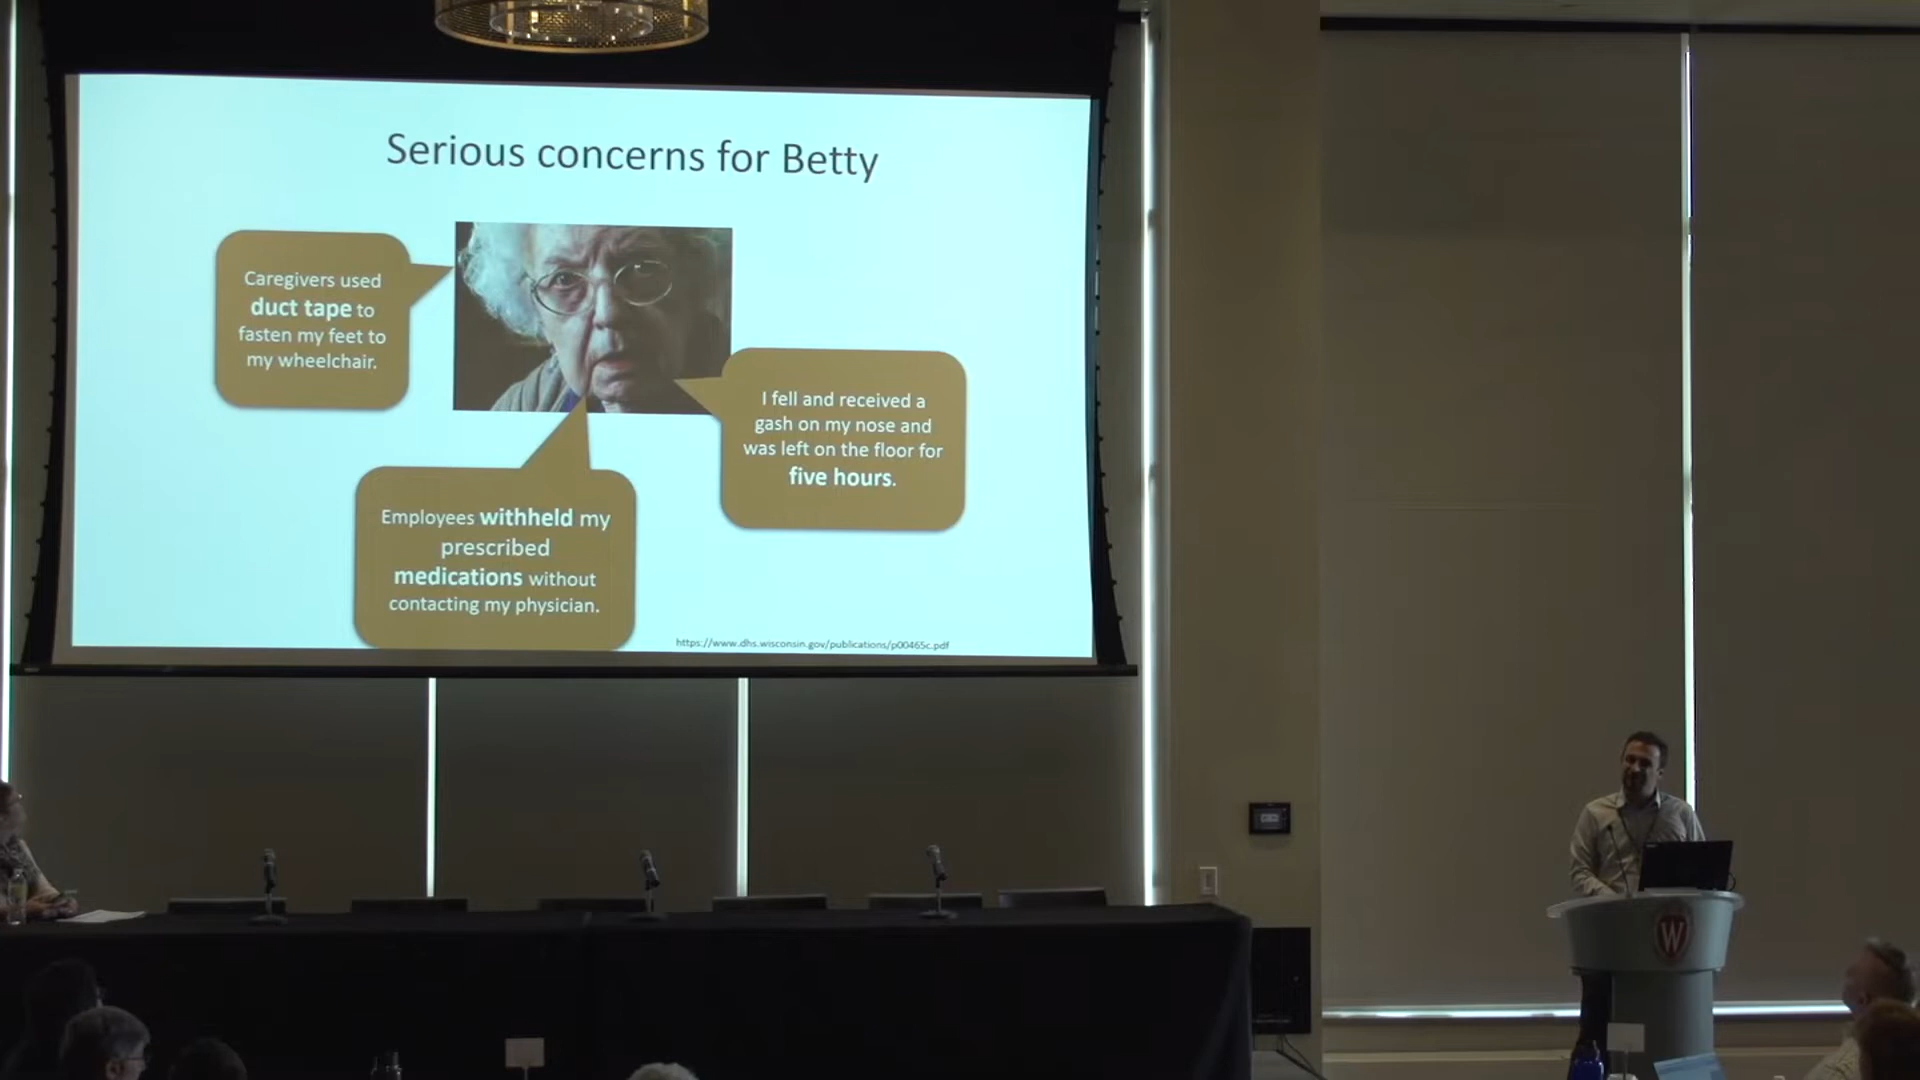 Serious concerns for Betty
Caregivers used
duct tape to
fasten my feet to
my wheelchair.
I fell and received a
gash on my nose and
was left on the floor for
five hours.
Employees withheld my
prescribed
medications without
contacting my physician.
https://www.dhs.wisconsin.gov/publications/p00465c.pdf
W